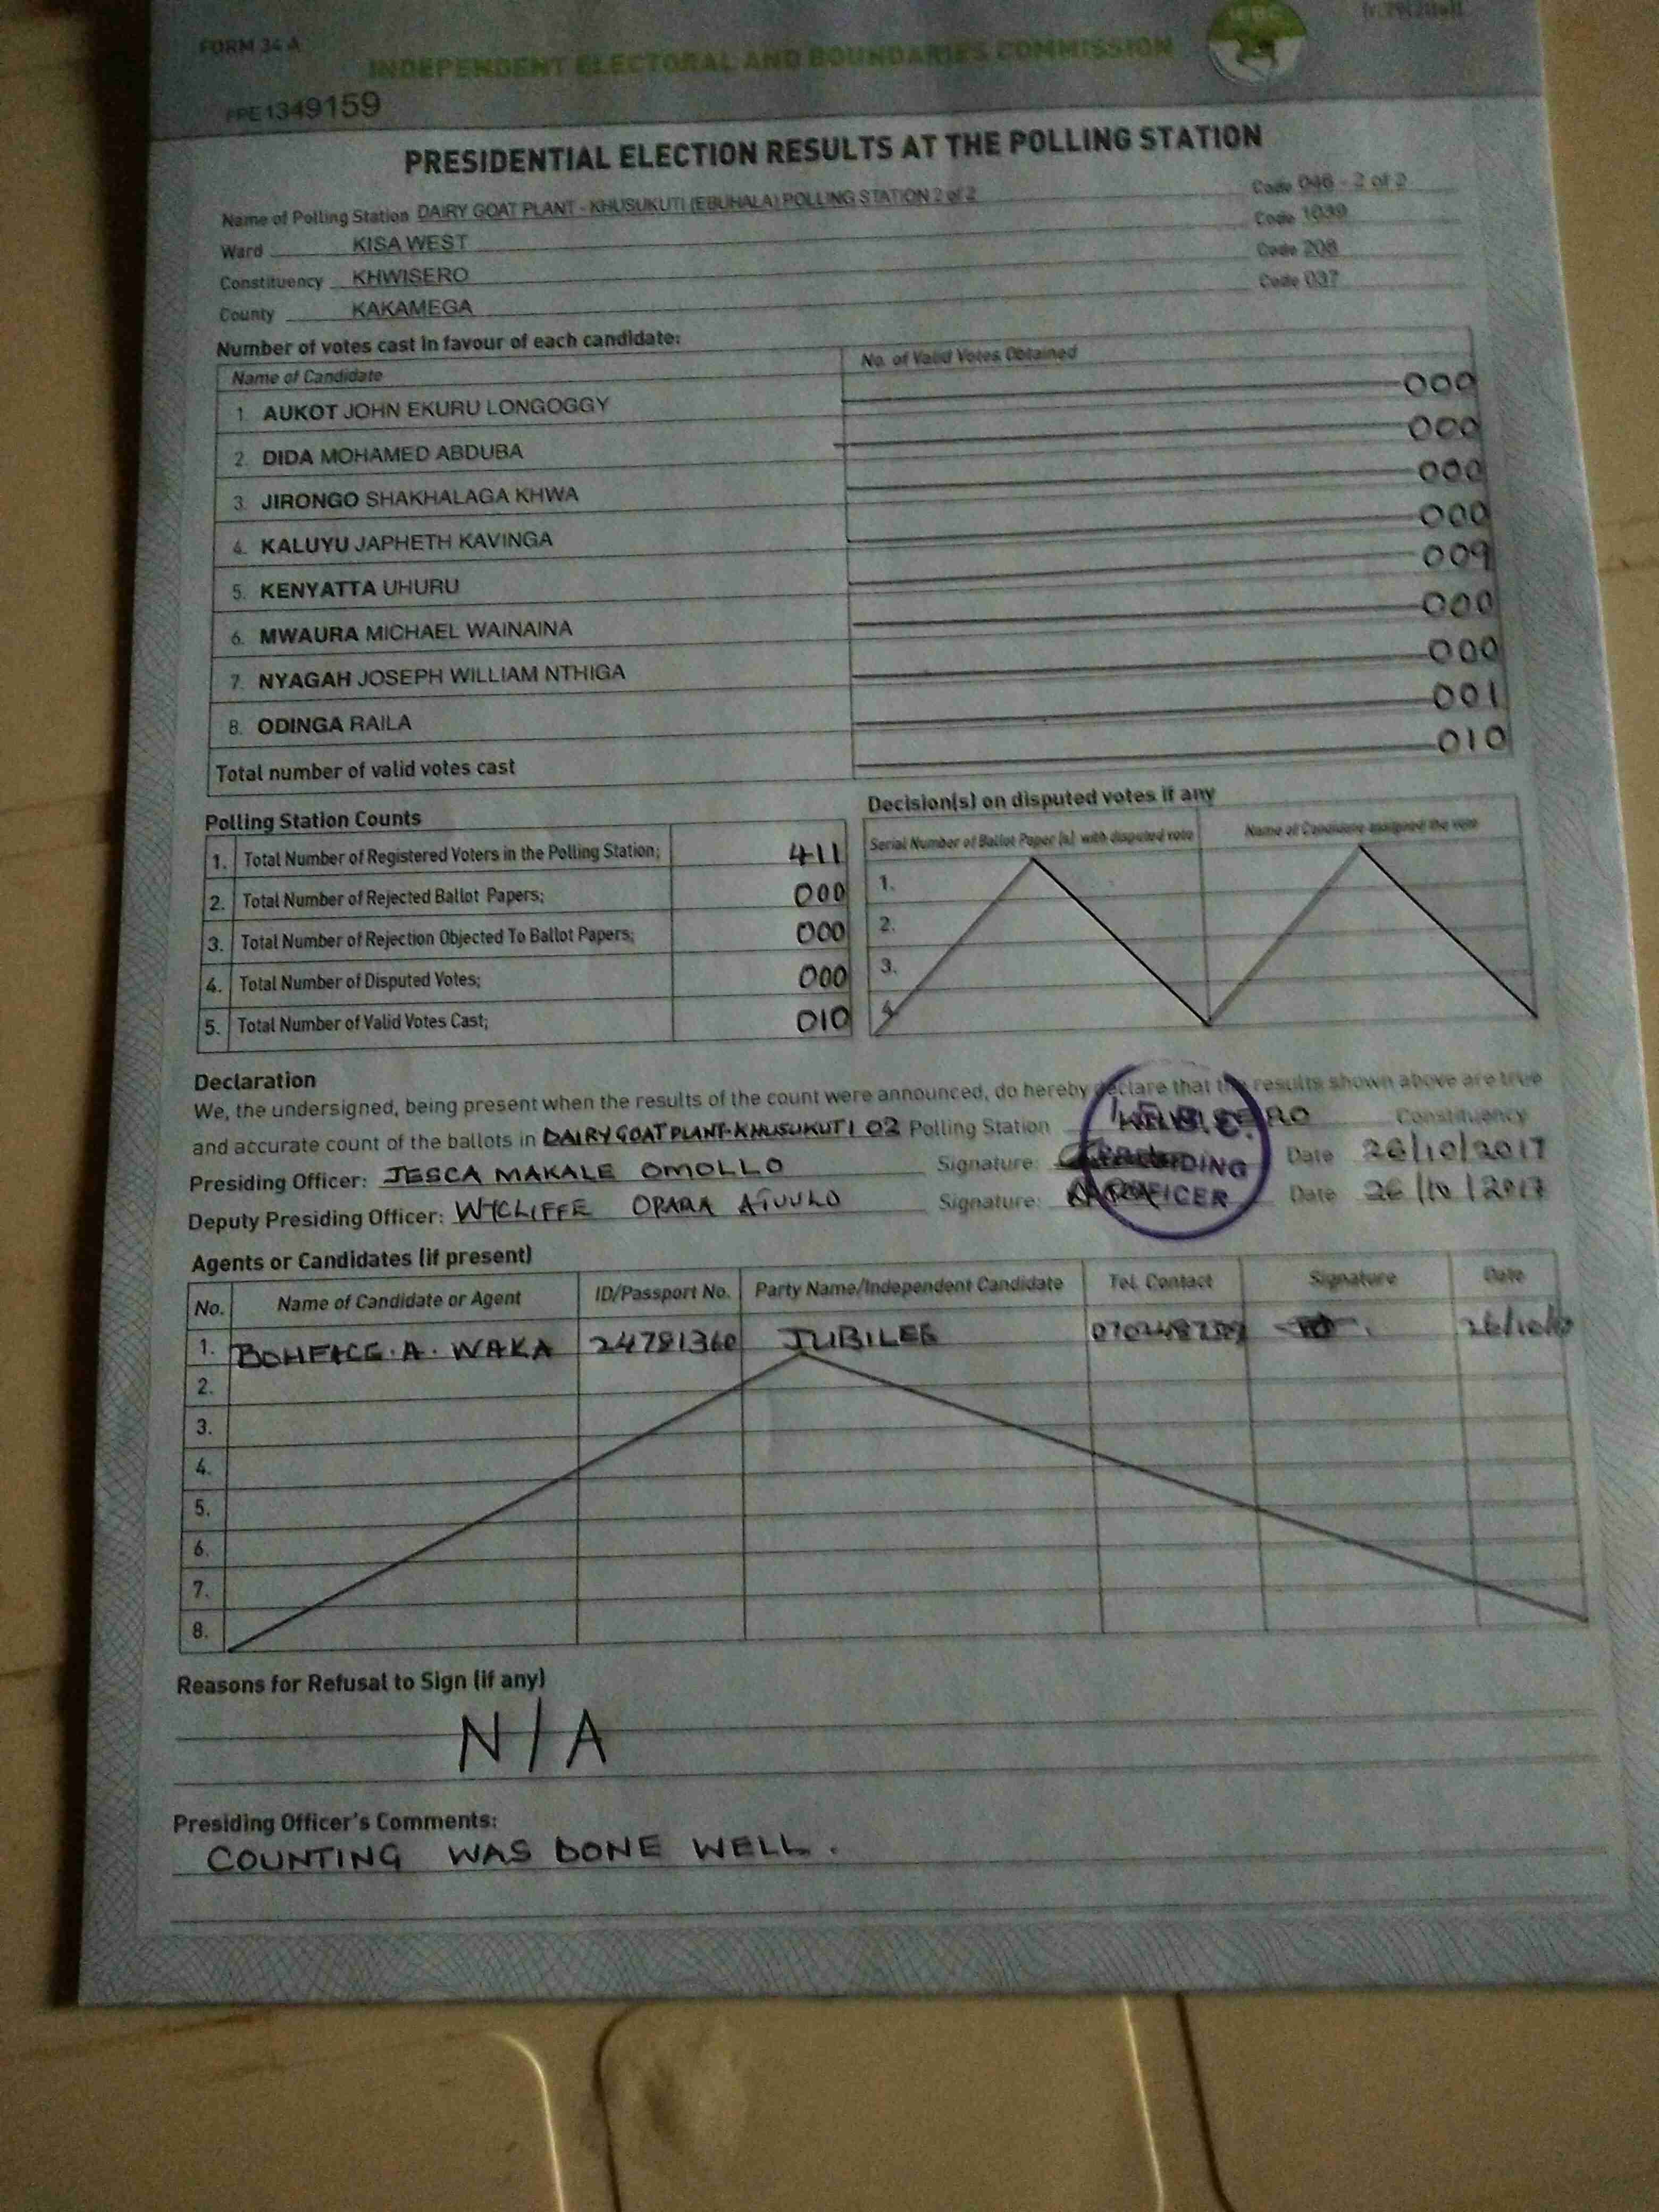 FORM 34 A
INDEPENDENT ELECTORAL AND BOUNDARIES COMMISSION
IEBC
PRE1349159
PRESIDENTIAL ELECTION RESULTS AT THE POLLING STATION
Name of Polling Station DAIRY GOAT PLANT - KHUSUKUTI (EBUHALA) POLLING STATION 2 of 2 Code 046 - 2 of 2
Ward KISA WEST Code 1039
Constituency KHWISERO Code 208
County KAKAMEGA Code 037
Number of votes cast in favour of each candidate:
Name of Candidate No. of Valid Votes Obtained
1. AUKOT JOHN EKURU LONGOGGY 000
2. DIDA MOHAMED ABDUBA 000
3. JIRONGO SHAKHALAGA KHWA 000
4. KALUYU JAPHETH KAVINGA 000
5. KENYATTA UHURU 009
6. MWAURA MICHAEL WAINAINA 000
7. NYAGAH JOSEPH WILLIAM NTHIGA 000
8. ODINGA RAILA 001
Total number of valid votes cast 010
Polling Station Counts
1. Total Number of Registered Voters in the Polling Station; 411
2. Total Number of Rejected Ballot Papers; 000
3. Total Number of Rejection Objected To Ballot Papers; 000
4. Total Number of Disputed Votes; 000
5. Total Number of Valid Votes Cast; 010
Decision(s) on disputed votes if any
Serial Number of Ballot Paper (s) with disputed vote Name of Candidate assigned the vote
1.
2.
3.
4.
Declaration
We, the undersigned, being present when the results of the count were announced, do hereby declare that the results shown above are true
and accurate count of the ballots in DAIRY GOAT PLANT-KHUSUKUTI 02 Polling Station KHWISERO Constituency
Presiding Officer: JESCA MAKALE OMOLLO Signature: Date 26/10/2017
Deputy Presiding Officer: WYCLIFFE OPARA Signature: Date 26/10/2017
I.E.B.C.
PRESIDING
OFFICER
Agents or Candidates (if present)
No. Name of Candidate or Agent ID/Passport No. Party Name/Independent Candidate Tel. Contact Signature Date
1. BONFACE. A. WAKA 24781360 JUBILEE
2.
3.
4.
5.
6.
7.
8.
Reasons for Refusal to Sign (if any)
N/A
Presiding Officer's Comments:
COUNTING WAS DONE WELL.